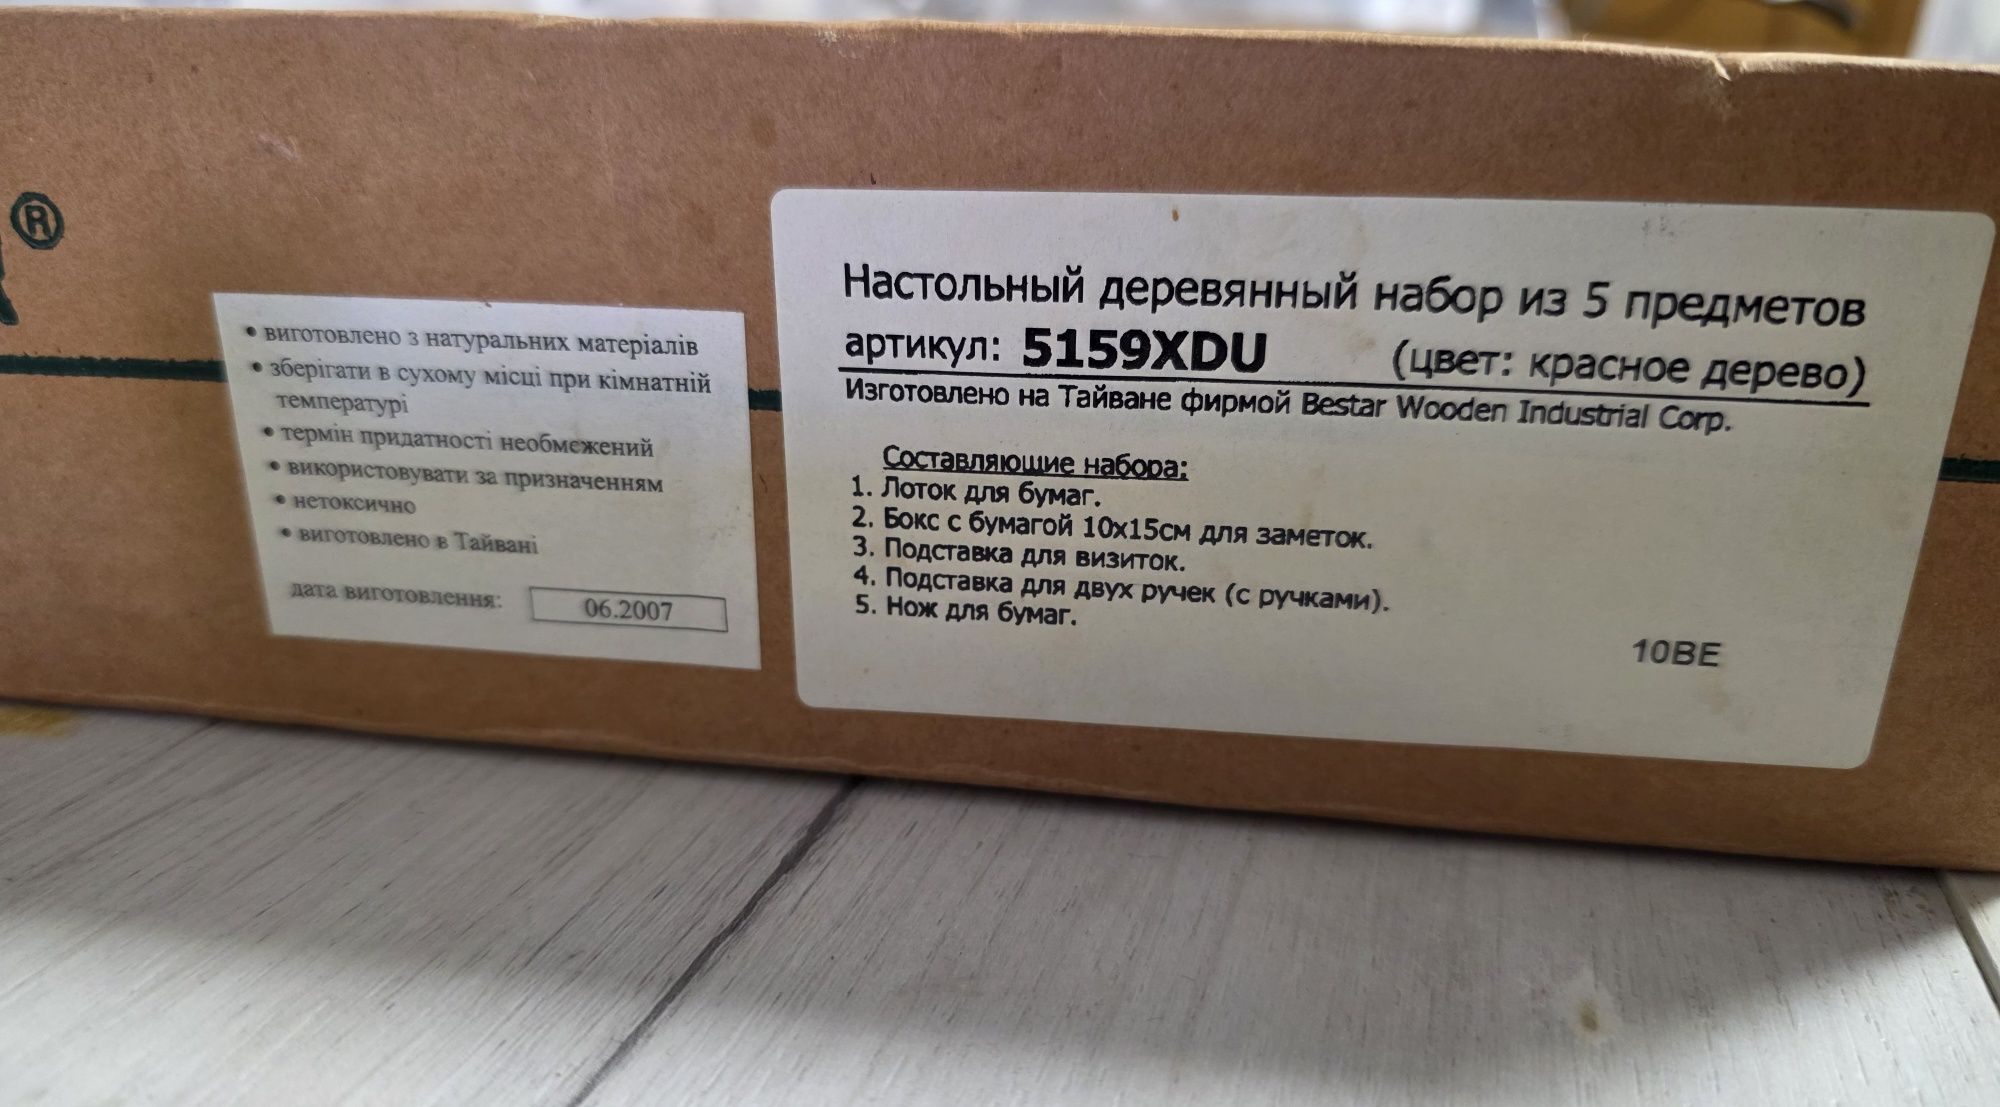 ®
• виготовлено з натуральних матеріалів
• зберігати в сухому місці при кімнатній
температурі
• термін придатності необмежений
• використовувати за призначенням
• нетоксично
• виготовлено в Тайвані
дата виготовлення: 06.2007
Настольный деревянный набор из 5 предметов
артикул: 5159XDU (цвет: красное дерево)
Изготовлено на Тайване фирмой Bestar Wooden Industrial Corp.
Составляющие набора:
1. Лоток для бумаг.
2. Бокс с бумагой 10х15см для заметок.
3. Подставка для визиток.
4. Подставка для двух ручек (с ручками).
5. Нож для бумаг.
10BE